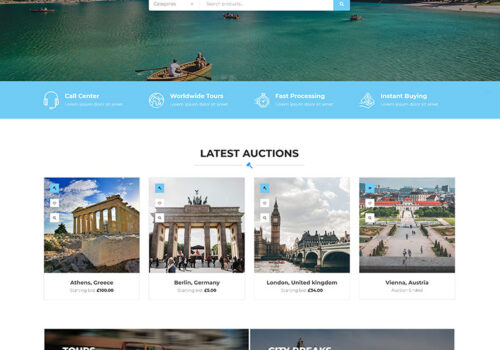 Categories
Search products...
Call Center
Lorem ipsum dolor sit amet
Worldwide Tours
Lorem ipsum dolor sit amet
Fast Processing
Lorem ipsum dolor sit amet
Instant Buying
Lorem ipsum dolor sit amet
LATEST AUCTIONS
Athens, Greece
Starting bid: £100.00
Berlin, Germany
Starting bid: £5.00
London, United kingdom
Starting bid: £34.00
Vienna, Austria
Auction Ended
TOURS
CITY BREAKS